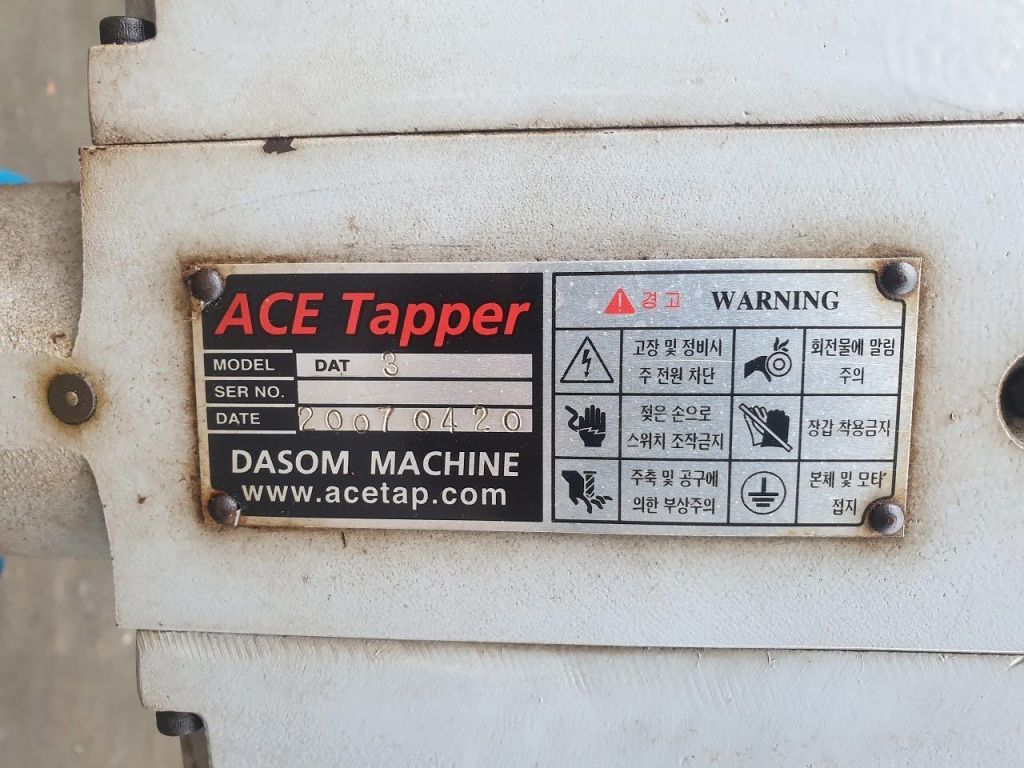 ACE Tapper
MODEL DAT 3
SER NO.
DATE 20070420
DASOM MACHINE
www.acetap.com
경고 WARNING
고장 및 정비시
주 전원 차단
회전물에 말림
주의
젖은 손으로
스위치 조작금지
장갑 착용금지
주축 및 공구에
의한 부상주의
본체 및 모타
접지